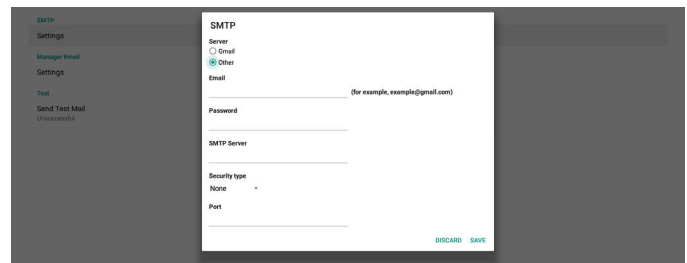 SMTP
Settings
Manager Email
Settings
Test
Send Test Mail
Unsuccessful
SMTP
Server
Gmail
Other
Email
(for example, example@gmail.com)
Password
SMTP Server
Security type
None
Port
DISCARD SAVE